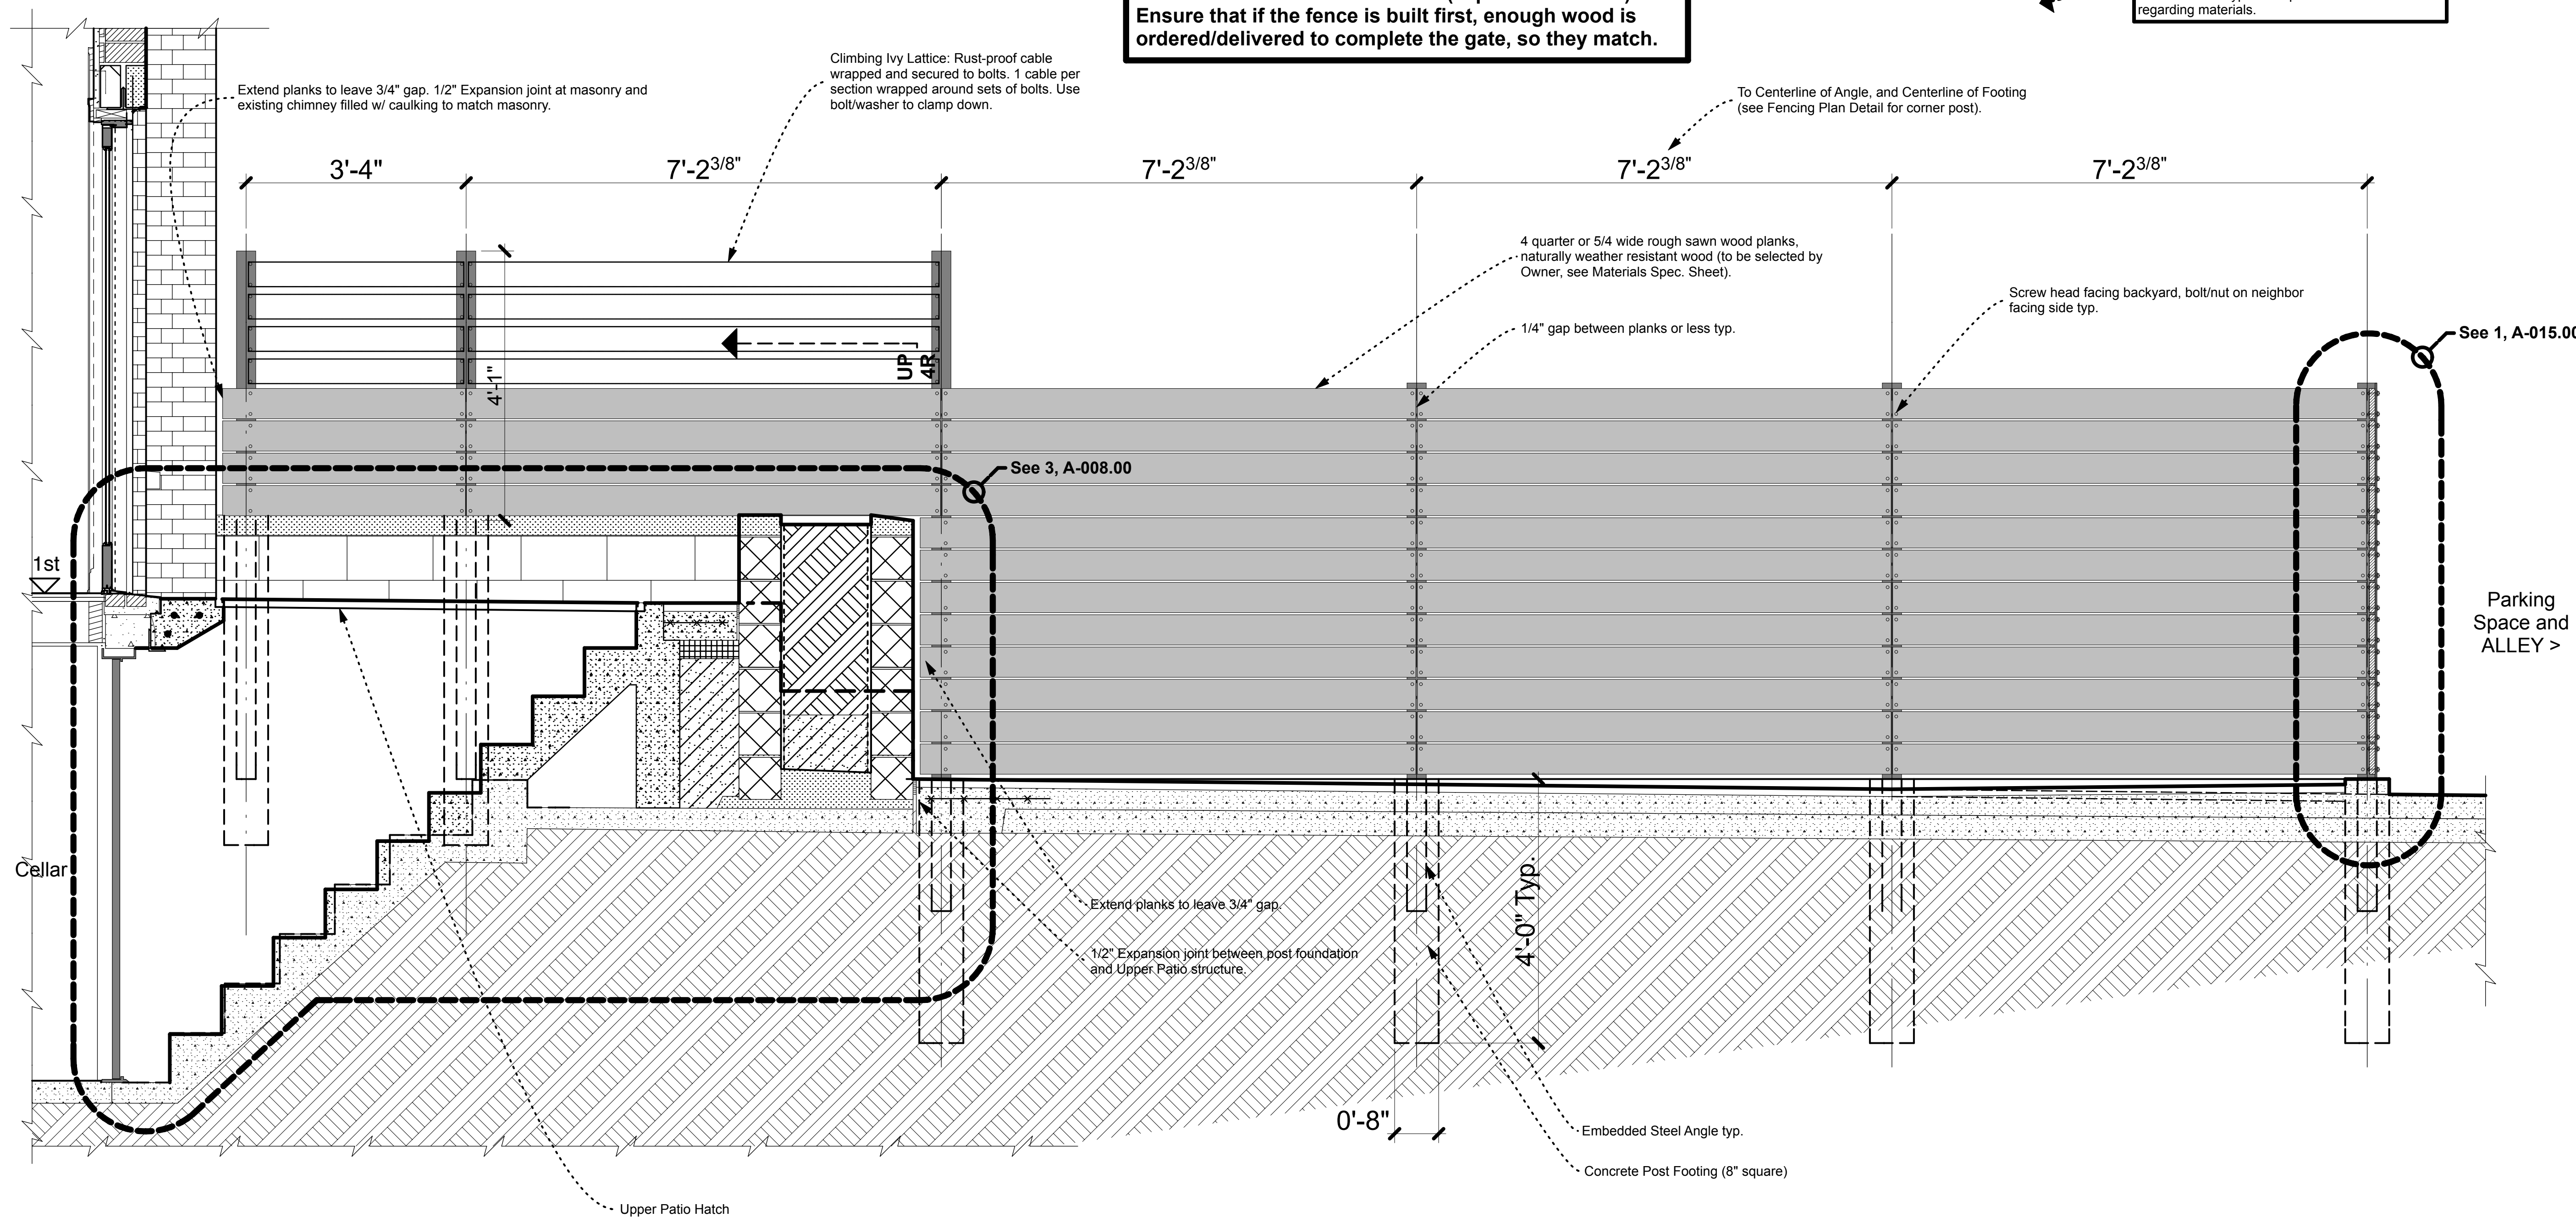 Ensure that if the fence is built first, enough wood is
ordered/delivered to complete the gate, so they match.
regarding materials.
Climbing Ivy Lattice: Rust-proof cable
wrapped and secured to bolts. 1 cable per
section wrapped around sets of bolts. Use
bolt/washer to clamp down.
Extend planks to leave 3/4" gap. 1/2" Expansion joint at masonry and
existing chimney filled w/ caulking to match masonry.
To Centerline of Angle, and Centerline of Footing
(see Fencing Plan Detail for corner post).
3'-4"
7'-2 3/8"
7'-2 3/8"
7'-2 3/8"
7'-2 3/8"
4 quarter or 5/4 wide rough sawn wood planks,
naturally weather resistant wood (to be selected by
Owner, see Materials Spec. Sheet).
Screw head facing backyard, bolt/nut on neighbor
facing side typ.
1/4" gap between planks or less typ.
See 1, A-015.00
UP
4R
4'-1"
See 3, A-008.00
1st
Parking
Space and
ALLEY >
Cellar
Extend planks to leave 3/4" gap.
4'-0" Typ.
1/2" Expansion joint between post foundation
and Upper Patio structure.
0'-8"
Embedded Steel Angle typ.
Concrete Post Footing (8" square)
Upper Patio Hatch